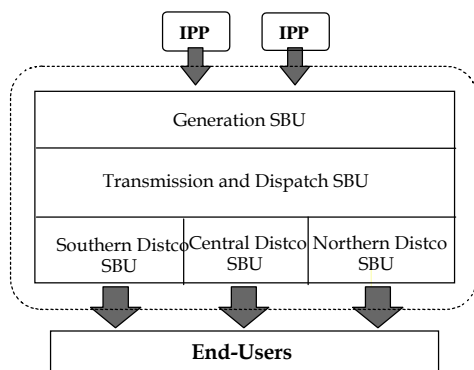 IPP IPP
Generation SBU
Transmission and Dispatch SBU
Southern Distco Central Distco Northern Distco
SBU SBU SBU
End-Users